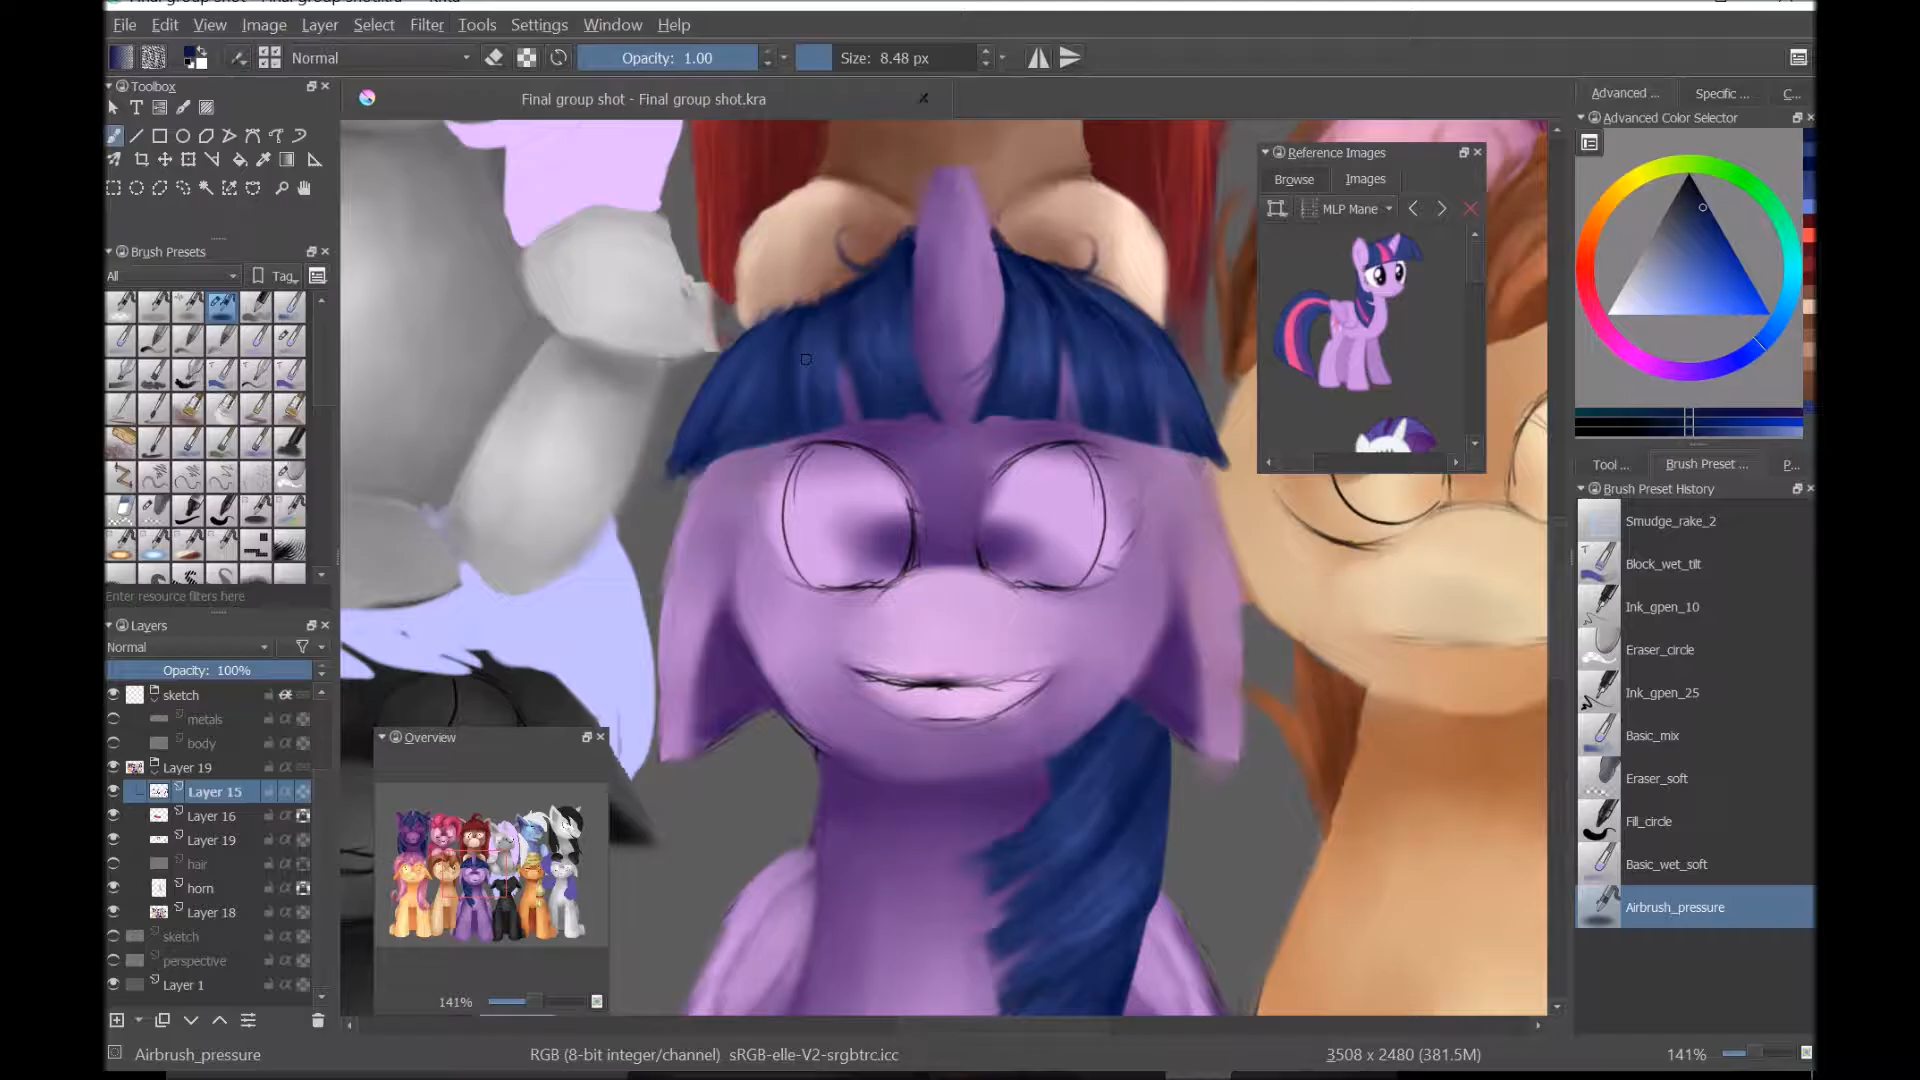 File Edit View Image Layer Select Filter Tools Settings Window Help
Normal Opacity: 1.00 Size: 8.48 px
Toolbox
Final group shot - Final group shot.kra
Advanced ... Specific ... C...
Advanced Color Selector
Reference Images
Browse Images
MLP Mane
Brush Presets
All Tag
Enter resource filters here
Layers
Normal
Opacity: 100%
sketch
metals
body
Layer 19
Layer 15
Layer 16
Layer 19
hair
horn
Layer 18
sketch
perspective
Layer 1
Overview
141%
Tool ... Brush Preset ... P...
Brush Preset History
Smudge_rake_2
Block_wet_tilt
Ink_gpen_10
Eraser_circle
Ink_gpen_25
Basic_mix
Eraser_soft
Fill_circle
Basic_wet_soft
Airbrush_pressure
Airbrush_pressure RGB (8-bit integer/channel) sRGB-elle-V2-srgbtrc.icc 3508 x 2480 (381.5M) 141%